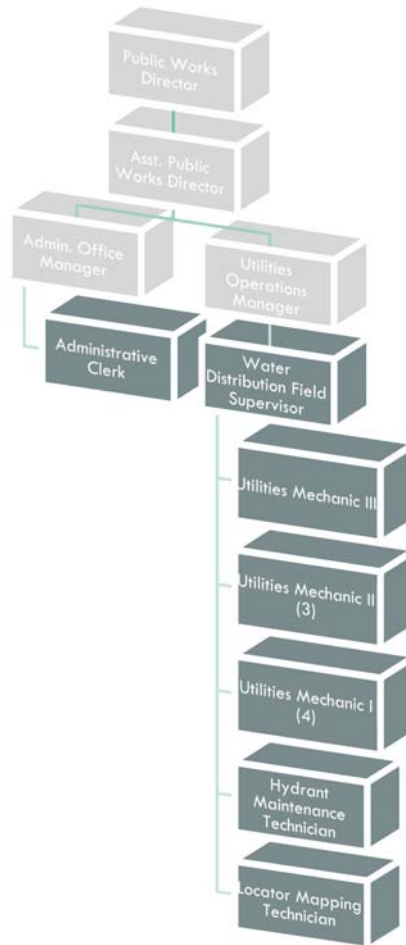 Public Works
Director
Asst. Public
Works Director
Admin. Office
Manager
Utilities
Operations
Manager
Administrative
Clerk
Water
Distribution Field
Supervisor
Utilities Mechanic III
Utilities Mechanic II
(3)
Utilities Mechanic I
(4)
Hydrant
Maintenance
Technician
Locator Mapping
Technician